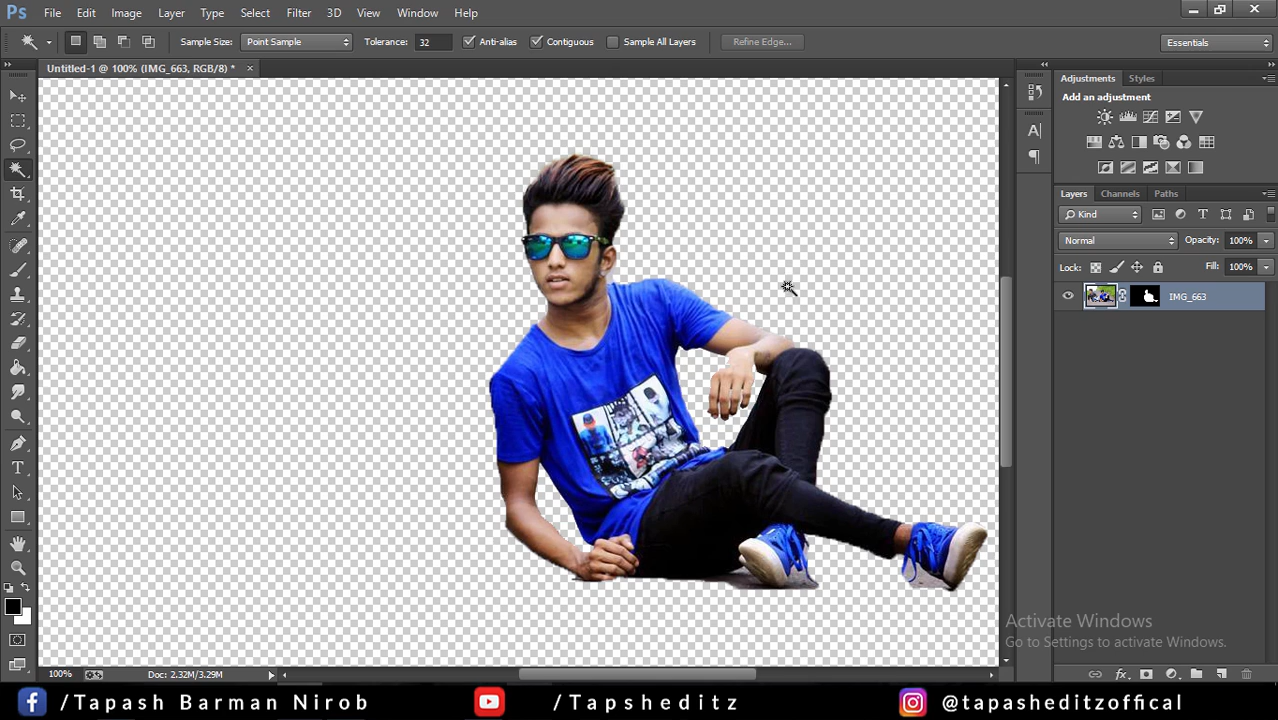 Ps File Edit Image Layer Type Select Filter 3D View Window Help
Sample Size: Point Sample Tolerance: 32 Anti-alias Contiguous Sample All Layers Refine Edge... Essentials
Untitled-1 @ 100% (IMG_663, RGB/8) * ×
Adjustments Styles
Add an adjustment
Layers Channels Paths
Kind
Normal Opacity: 100%
Lock: Fill: 100%
IMG_663
Activate Windows
Go to Settings to activate Windows.
100% Doc: 2.32M/3.29M
/Tapash Barman Nirob /Tapsheditz @tapasheditzoffical